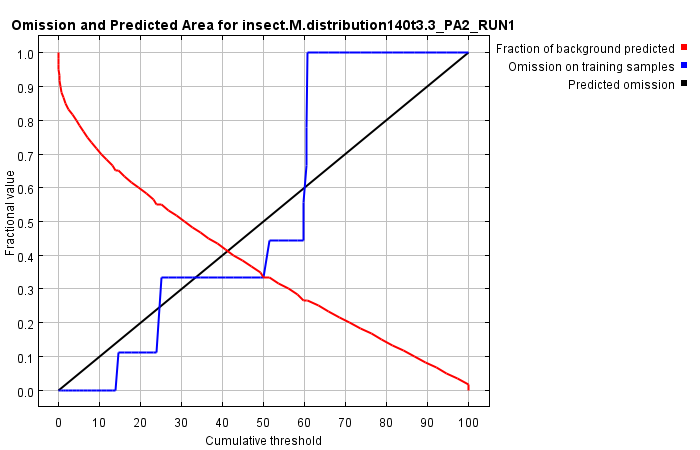 Omission and Predicted Area for insect.M.distribution140t3.3_PA2_RUN1
Fraction of background predicted
Omission on training samples
Predicted omission
Fractional value
1.0
0.9
0.8
0.7
0.6
0.5
0.4
0.3
0.2
0.1
0.0
0 10 20 30 40 50 60 70 80 90 100
Cumulative threshold